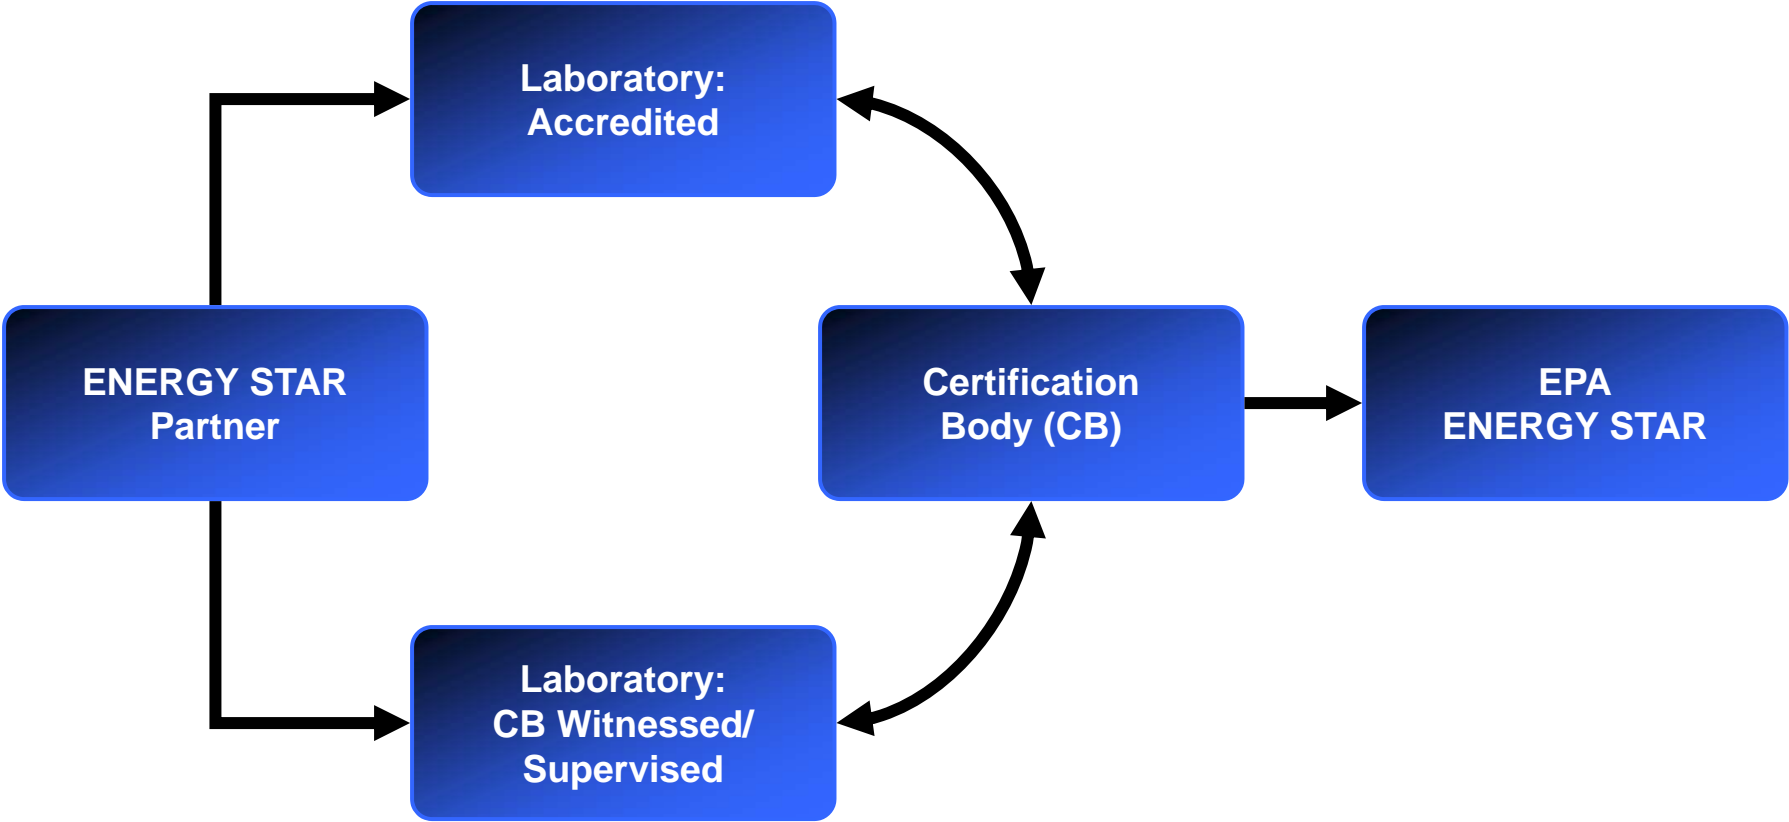 Laboratory:
Accredited
ENERGY STAR
Partner
Certification
Body (CB)
EPA
ENERGY STAR
Laboratory:
CB Witnessed/
Supervised